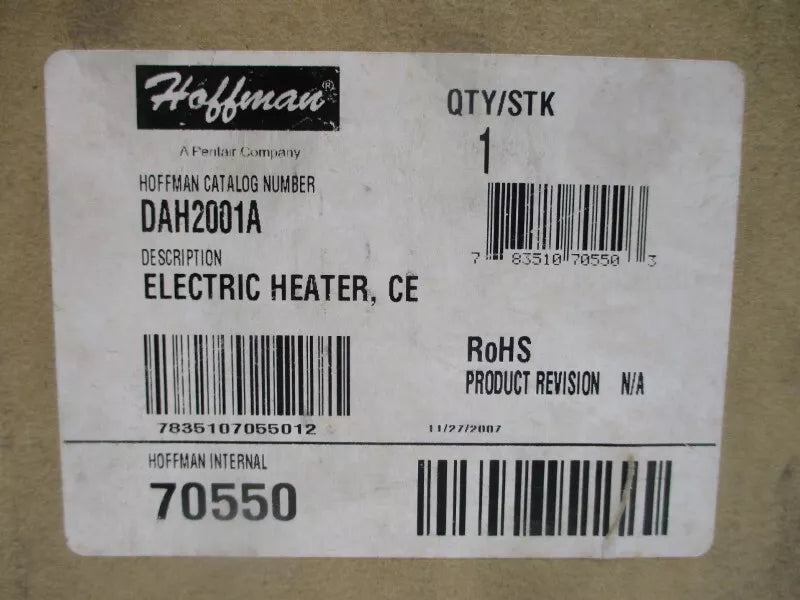 Hoffman®
A Pentair Company
QTY/STK
1
HOFFMAN CATALOG NUMBER
DAH2001A
7 83510 70550 3
DESCRIPTION
ELECTRIC HEATER, CE
7835107055012
RoHS
PRODUCT REVISION N/A
11/27/2007
HOFFMAN INTERNAL
70550